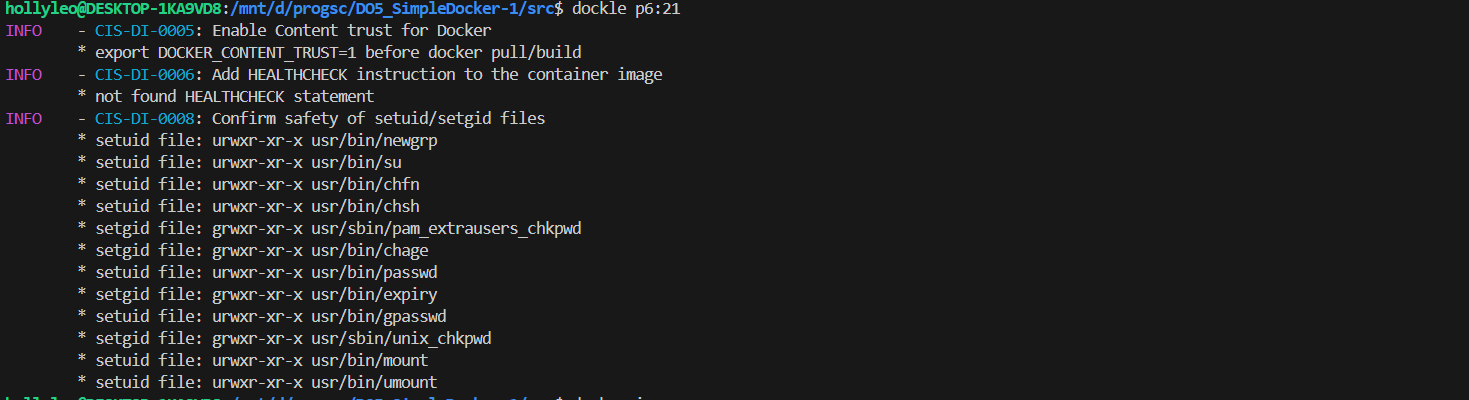 hollyleo@DESKTOP-1KA9VD8:/mnt/d/progsc/DO5_SimpleDocker-1/src$ dockle p6:21
INFO    - CIS-DI-0005: Enable Content trust for Docker
        * export DOCKER_CONTENT_TRUST=1 before docker pull/build
INFO    - CIS-DI-0006: Add HEALTHCHECK instruction to the container image
        * not found HEALTHCHECK statement
INFO    - CIS-DI-0008: Confirm safety of setuid/setgid files
        * setuid file: urwxr-xr-x usr/bin/newgrp
        * setuid file: urwxr-xr-x usr/bin/su
        * setuid file: urwxr-xr-x usr/bin/chfn
        * setuid file: urwxr-xr-x usr/bin/chsh
        * setgid file: grwxr-xr-x usr/sbin/pam_extrausers_chkpwd
        * setgid file: grwxr-xr-x usr/bin/chage
        * setuid file: urwxr-xr-x usr/bin/passwd
        * setgid file: grwxr-xr-x usr/bin/expiry
        * setuid file: urwxr-xr-x usr/bin/gpasswd
        * setgid file: grwxr-xr-x usr/sbin/unix_chkpwd
        * setuid file: urwxr-xr-x usr/bin/mount
        * setuid file: urwxr-xr-x usr/bin/umount